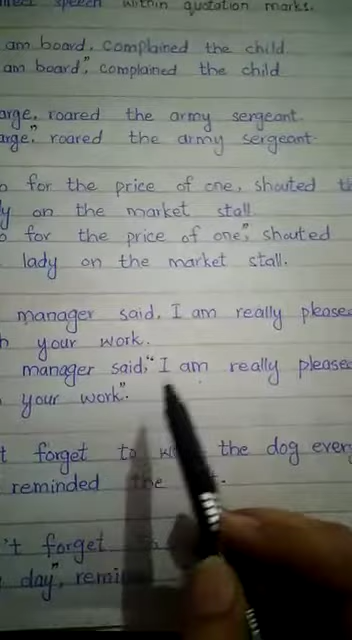 speech within quotation marks.
am board, complained the child
am board", complained the child
arge, roared the army sergeant.
arge", roared the army sergeant.
for the price of one, shouted
on the market stall
for the price of one", shouted
lady on the market stall.
manager said, I am really please
your work.
manager said, "I am really please
your work".
t forget to the dog ever
reminded the
't forget
day",